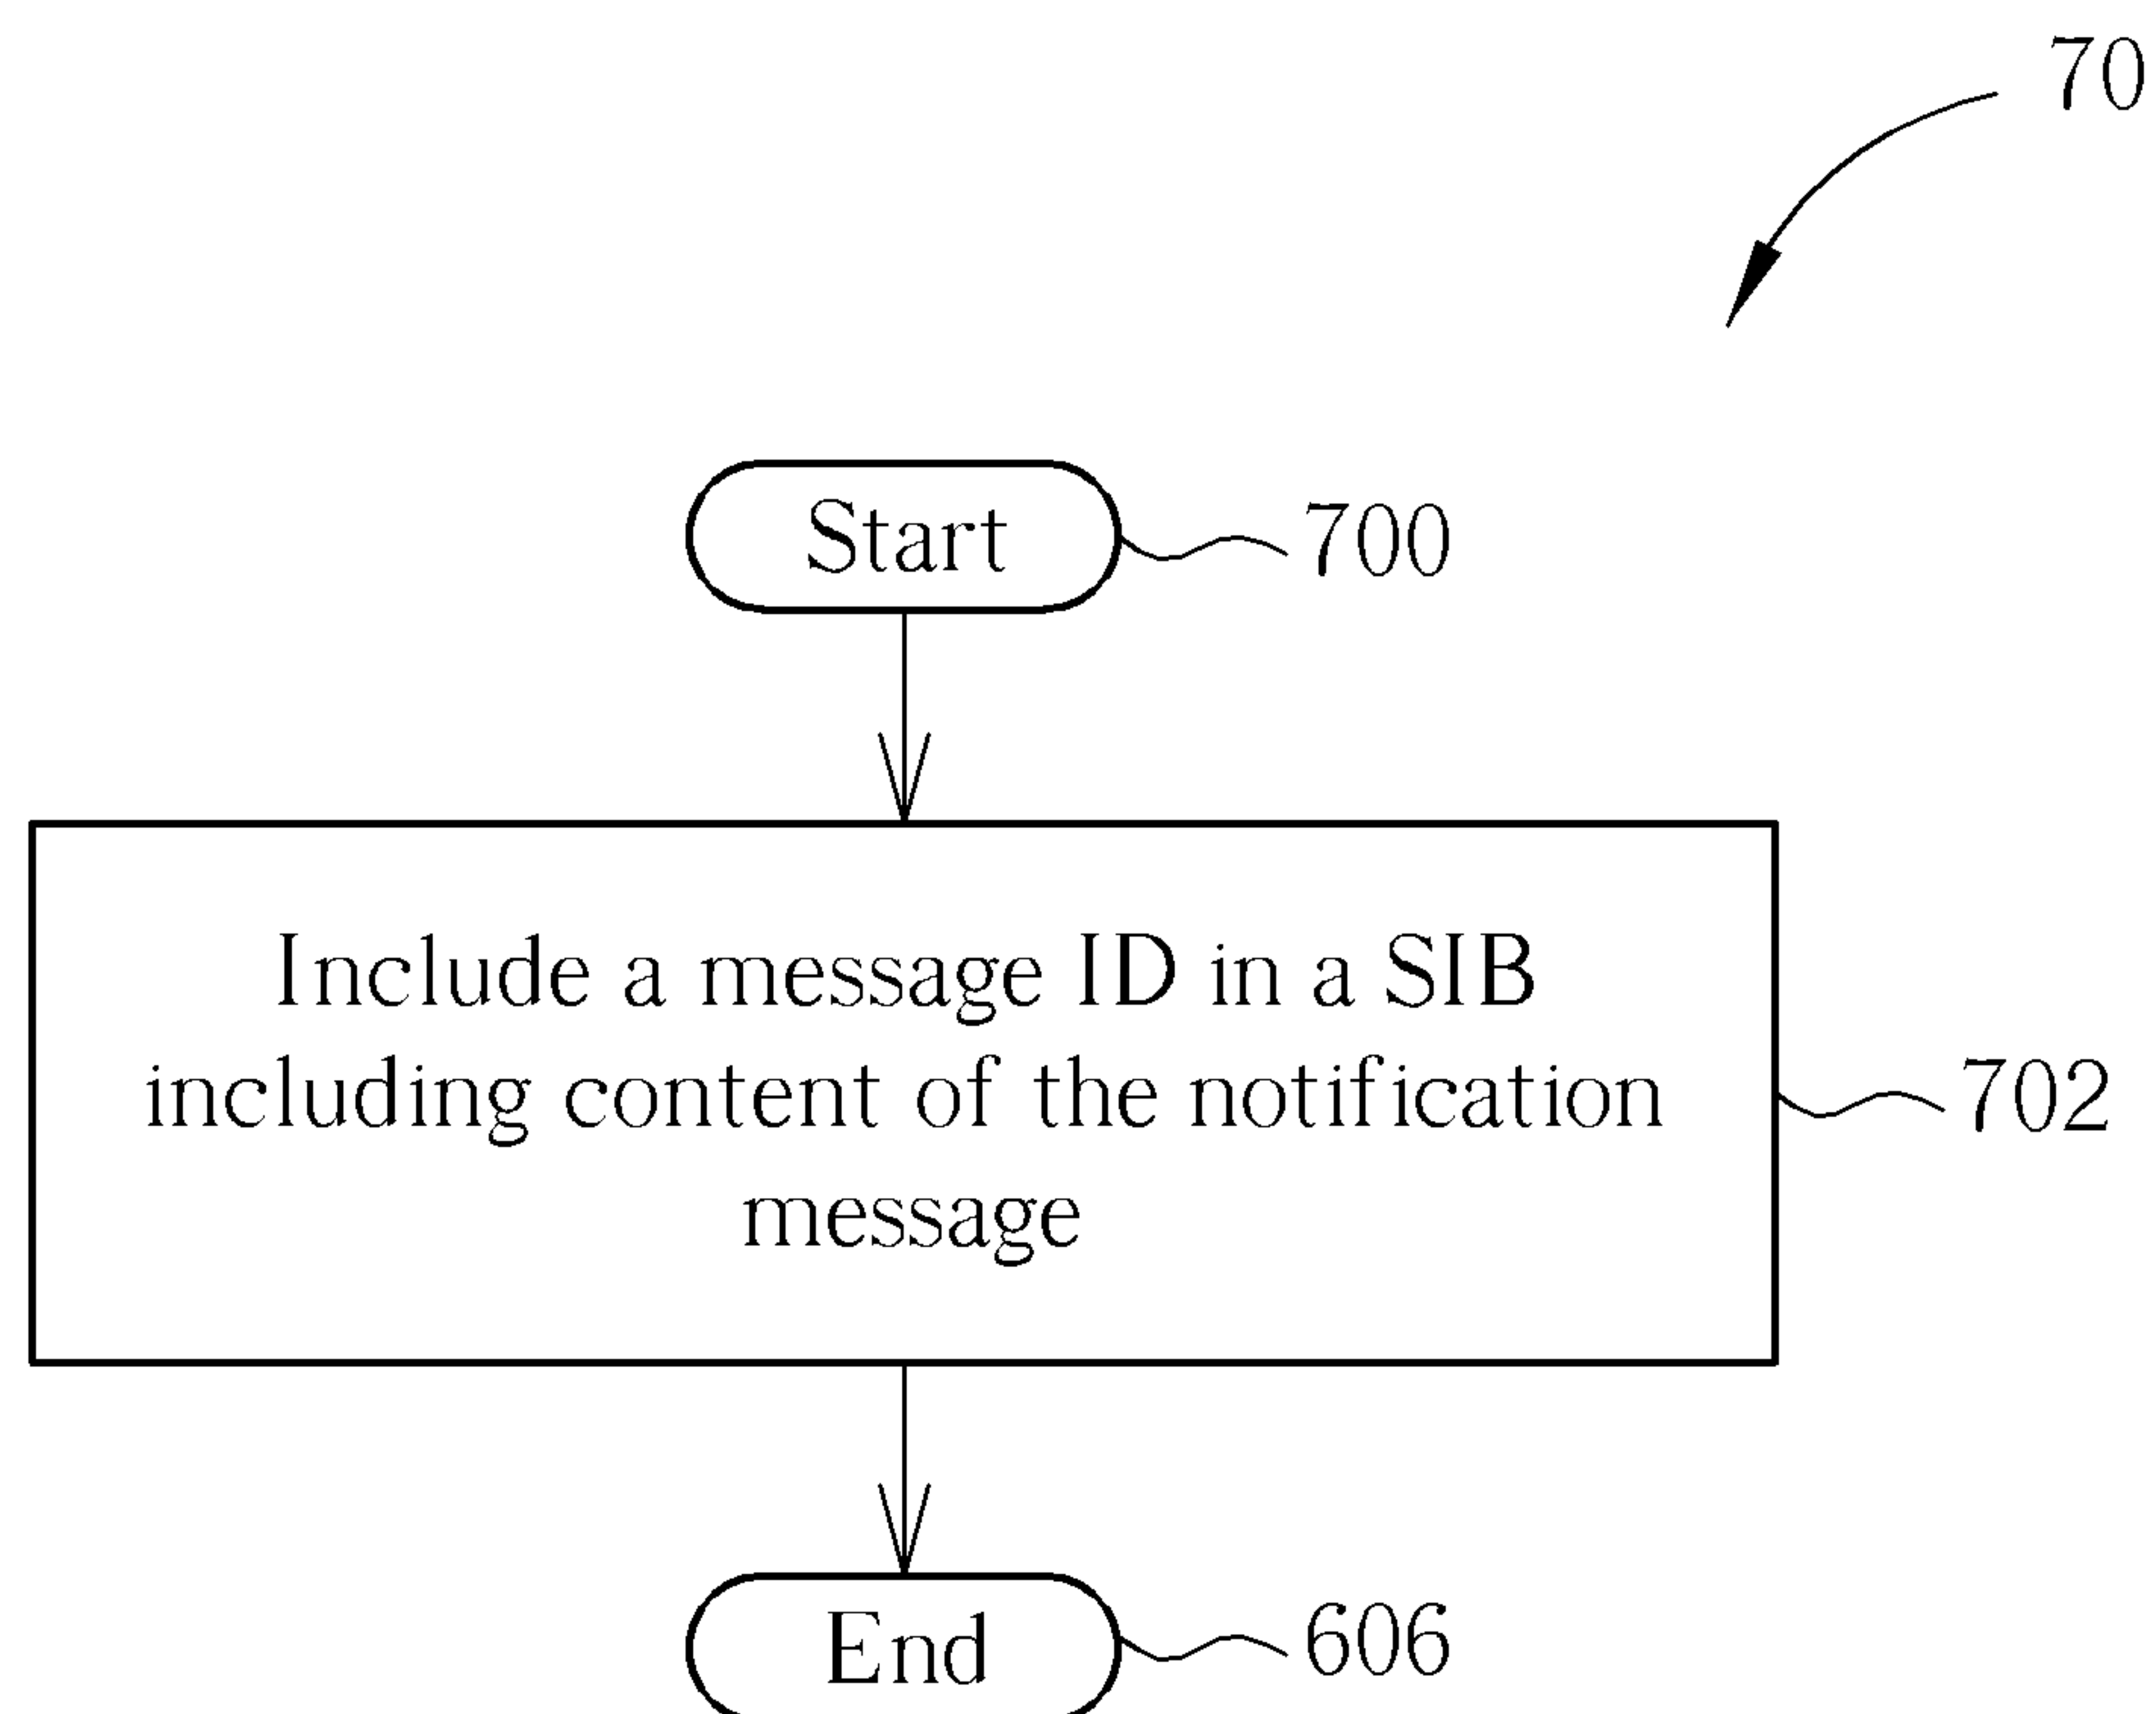 70
Start
700
Include a message ID in a SIB
including content of the notification
message
702
End
606